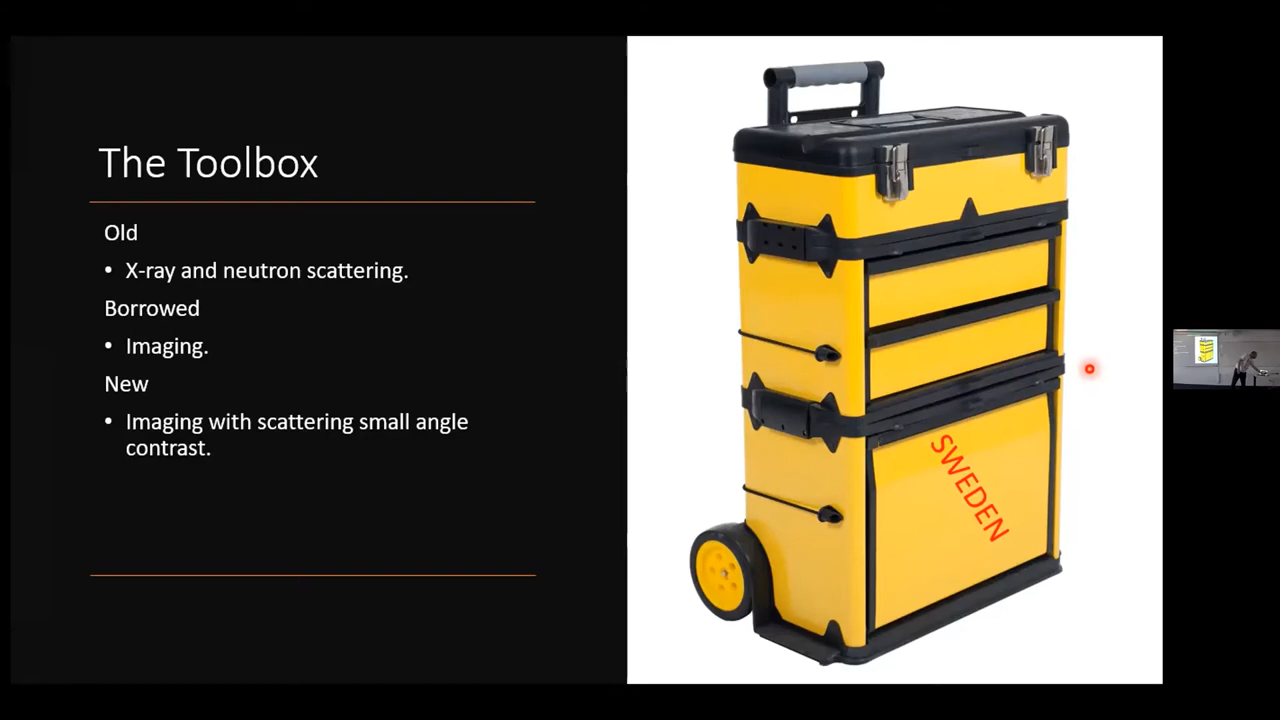 The Toolbox
Old
• X-ray and neutron scattering.
Borrowed
• Imaging.
New
• Imaging with scattering small angle
contrast.
SWEDEN